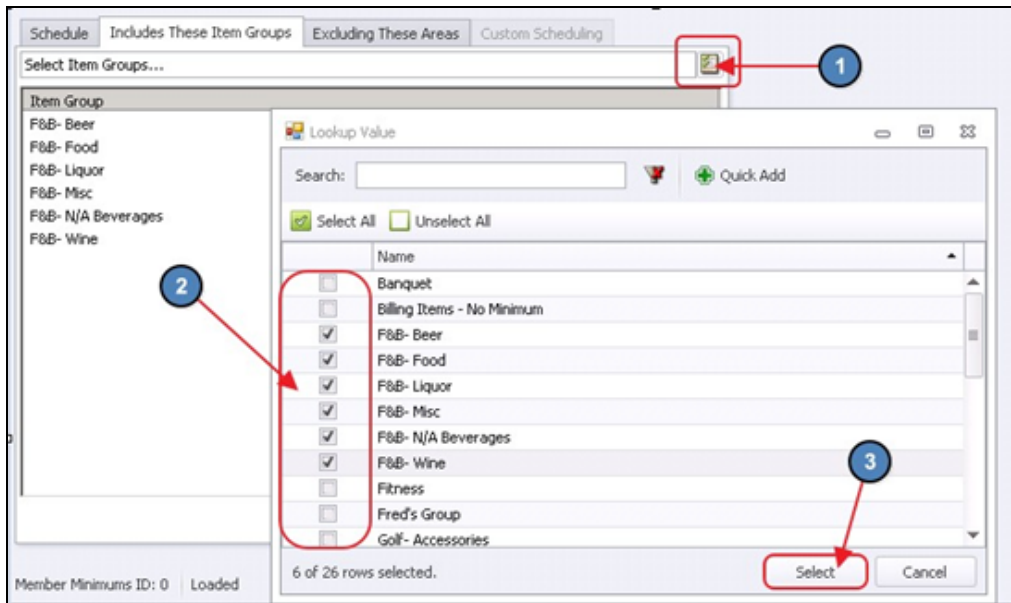 Schedule Includes These Item Groups Excluding These Areas Custom Scheduling
Select Item Groups...
1
Item Group
F&B- Beer
F&B- Food
F&B- Liquor
F&B- Misc
F&B- N/A Beverages
F&B- Wine
2
Lookup Value
Search:
Quick Add
Select All Unselect All
Name
Banquet
Billing Items - No Minimum
F&B- Beer
F&B- Food
F&B- Liquor
F&B- Misc
F&B- N/A Beverages
F&B- Wine
Fitness
Fred's Group
Golf- Accessories
3
6 of 26 rows selected.
Select Cancel
Member Minimums ID: 0 Loaded